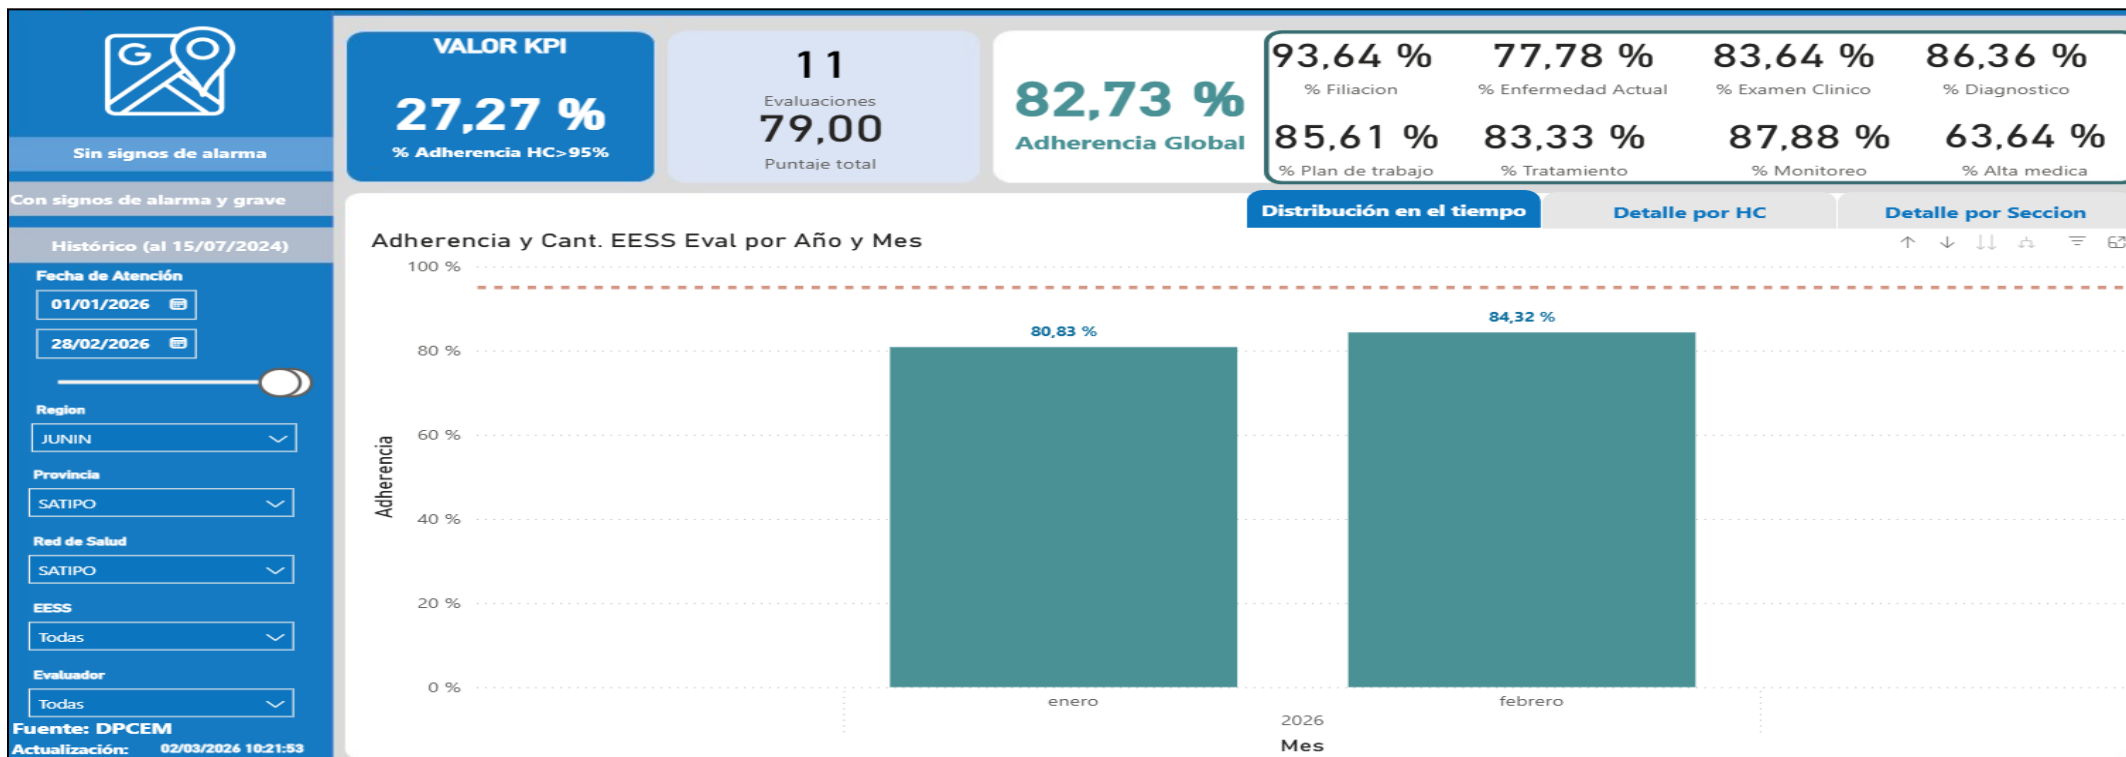 G
Sin signos de alarma
Con signos de alarma y grave
Histórico (al 15/07/2024)
Fecha de Atención
01/01/2026
28/02/2026
Region
JUNIN
Provincia
SATIPO
Red de Salud
SATIPO
EESS
Todas
Evaluador
Todas
Fuente: DPCEM
Actualización: 02/03/2026 10:21:53
VALOR KPI
27,27 %
% Adherencia HC>95%
11
Evaluaciones
79,00
Puntaje total
82,73 %
Adherencia Global
93,64 % 77,78 % 83,64 % 86,36 %
% Filiacion % Enfermedad Actual % Examen Clinico % Diagnostico
85,61 % 83,33 % 87,88 % 63,64 %
% Plan de trabajo % Tratamiento % Monitoreo % Alta medica
Distribución en el tiempo Detalle por HC Detalle por Seccion
Adherencia y Cant. EESS Eval por Año y Mes
100 %
80 %
60 %
40 %
20 %
0 %
Adherencia
80,83 %
84,32 %
enero febrero
2026
Mes